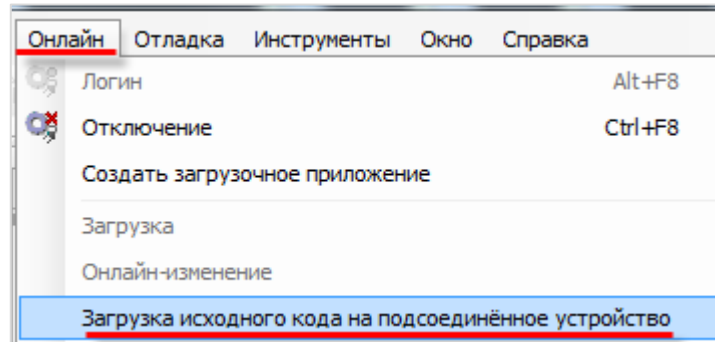 Онлайн Отладка Инструменты Окно Справка
Логин Alt+F8
Отключение Ctrl+F8
Создать загрузочное приложение
Загрузка
Онлайн-изменение
Загрузка исходного кода на подсоединённое устройство